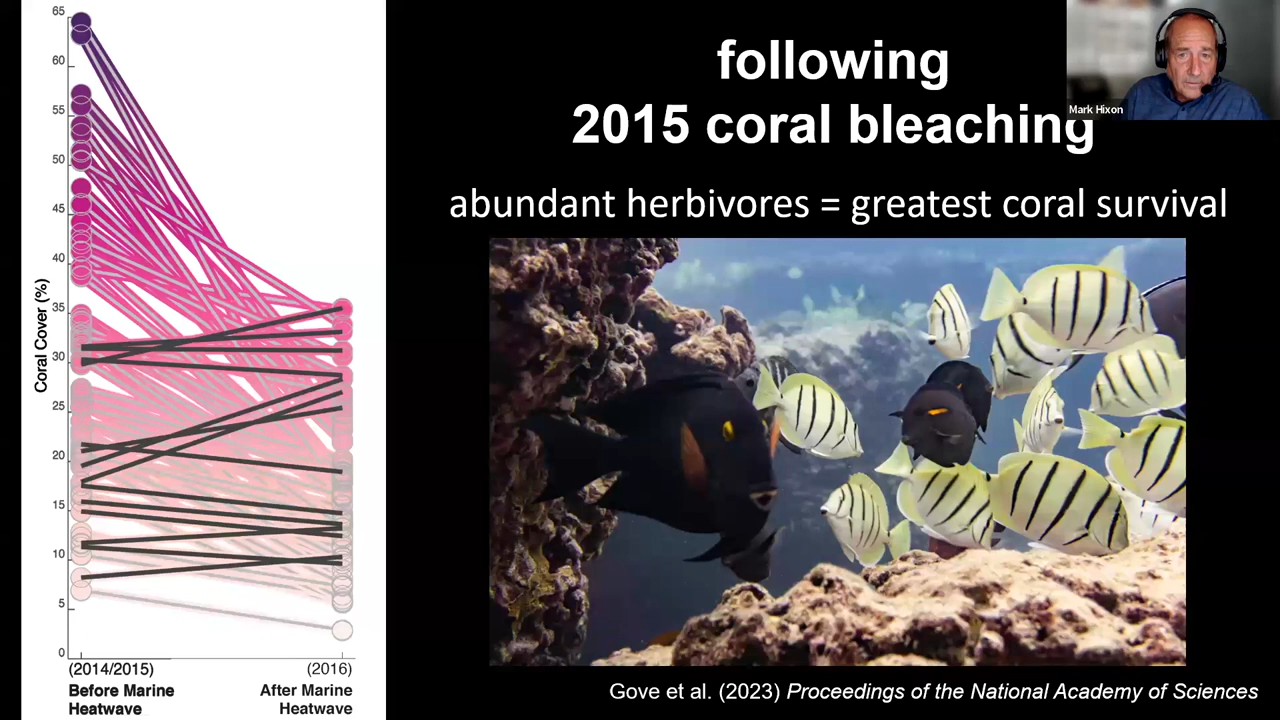 65
60
55
50
45
40
35
30
25
20
15
10
5
0
Coral Cover (%)
(2014/2015)
Before Marine
Heatwave
(2016)
After Marine
Heatwave
following
2015 coral bleaching
Mark Hixon
abundant herbivores = greatest coral survival
Gove et al. (2023) Proceedings of the National Academy of Sciences